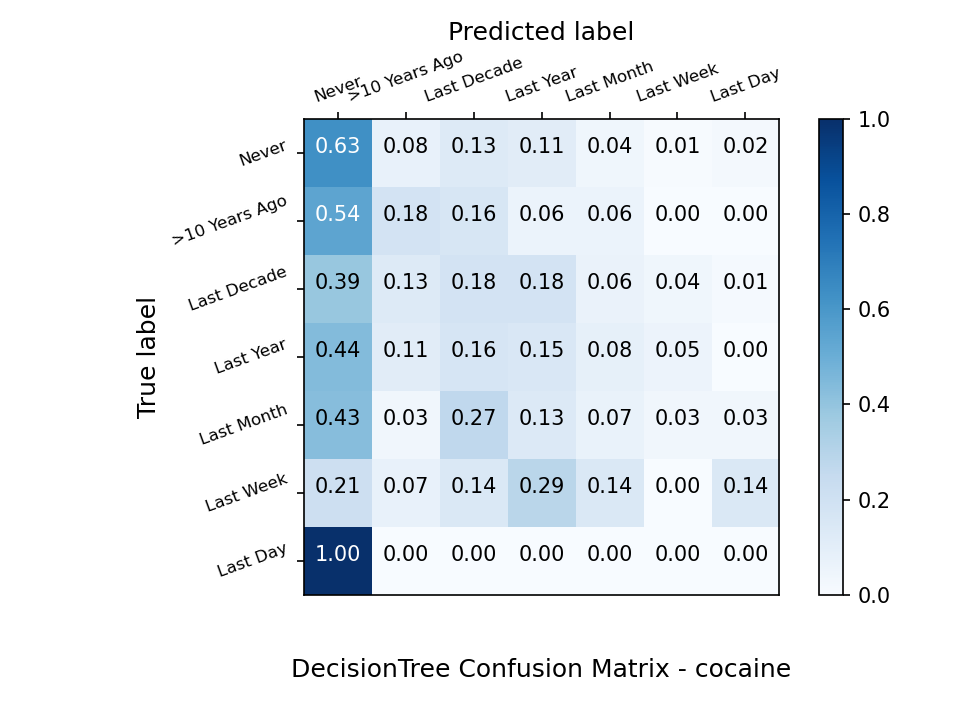 Predicted label
Never >10 Years Ago Last Decade Last Year Last Month Last Week Last Day
Never 0.63 0.08 0.13 0.11 0.04 0.01 0.02
>10 Years Ago 0.54 0.18 0.16 0.06 0.06 0.00 0.00
Last Decade 0.39 0.13 0.18 0.18 0.06 0.04 0.01
Last Year 0.44 0.11 0.16 0.15 0.08 0.05 0.00
Last Month 0.43 0.03 0.27 0.13 0.07 0.03 0.03
Last Week 0.21 0.07 0.14 0.29 0.14 0.00 0.14
Last Day 1.00 0.00 0.00 0.00 0.00 0.00 0.00
True label
1.0
0.8
0.6
0.4
0.2
0.0
DecisionTree Confusion Matrix - cocaine